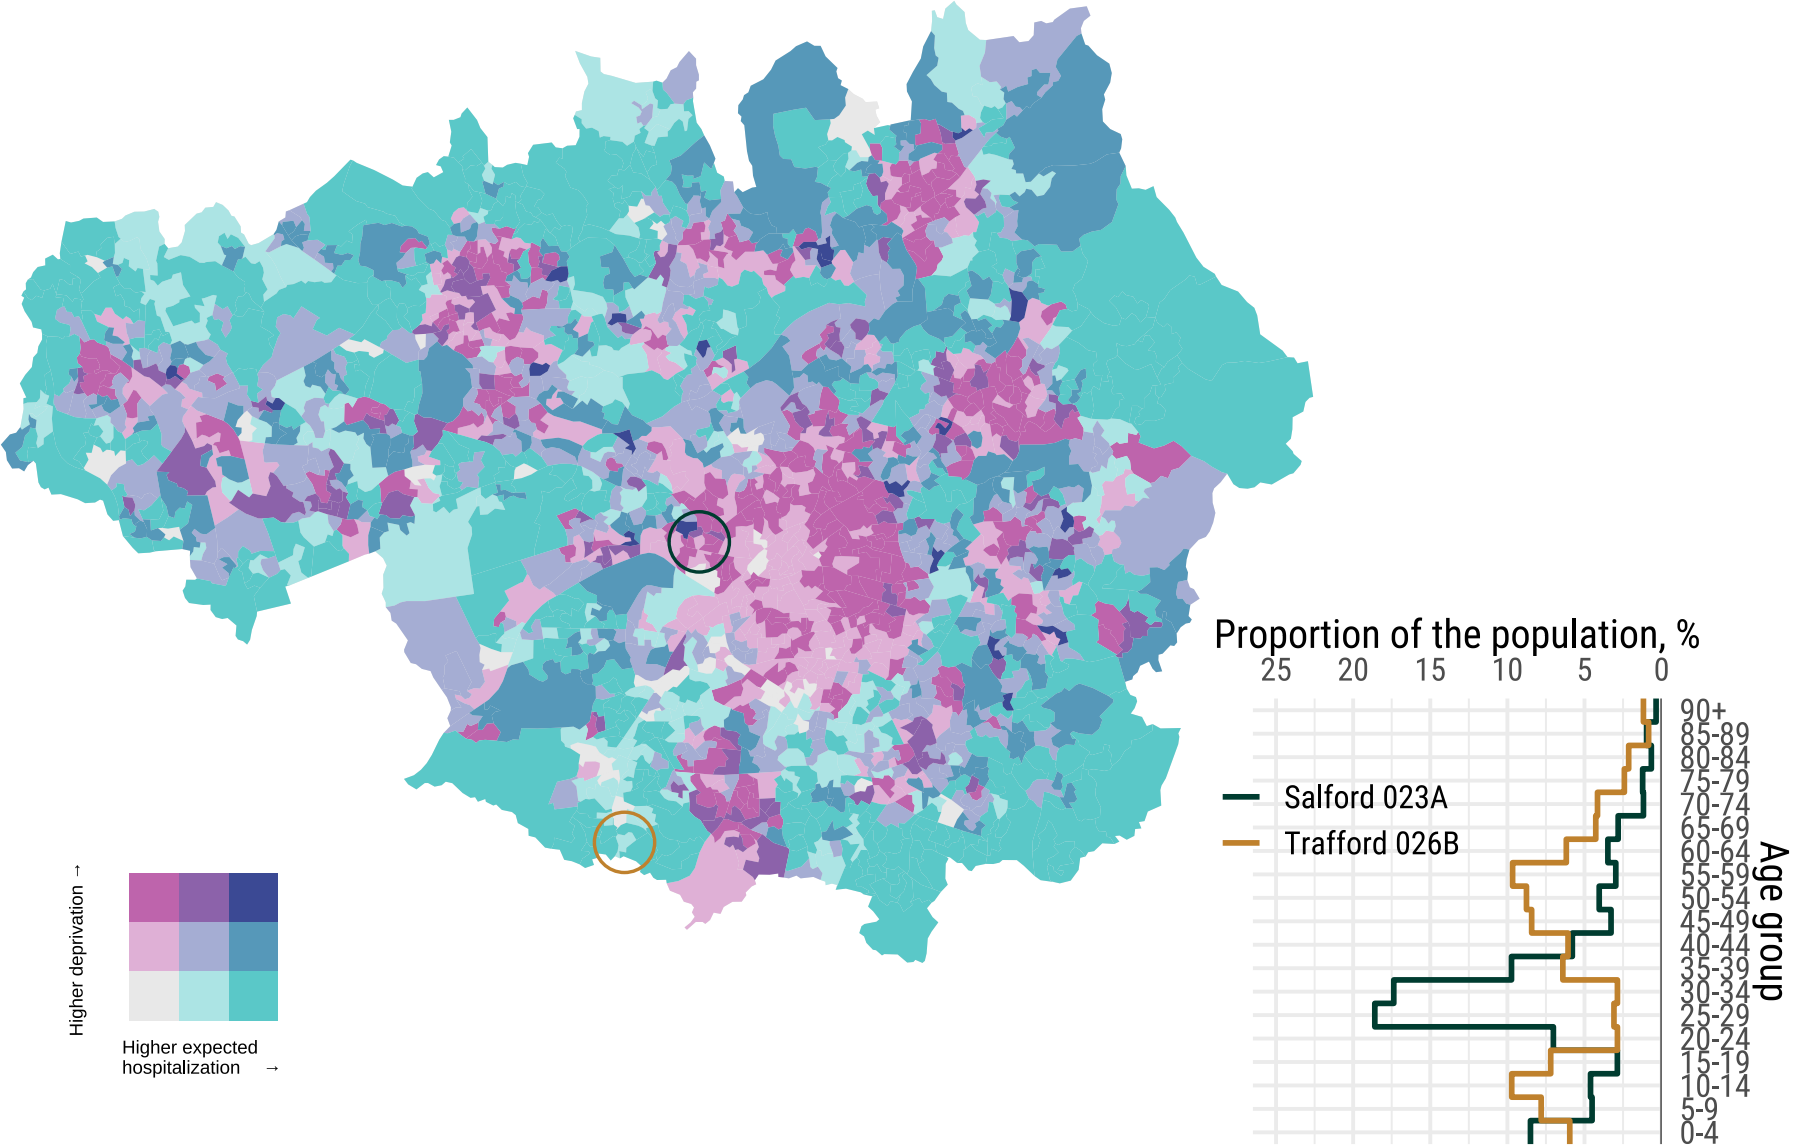 Proportion of the population, %
25 20 15 10 5 0
90+
85-89
80-84
75-79
70-74
65-69
60-64
55-59
50-54
45-49
40-44
35-39
30-34
25-29
20-24
15-19
10-14
5-9
0-4
Age group
Salford 023A
Trafford 026B
Higher deprivation →
Higher expected
hospitalization →